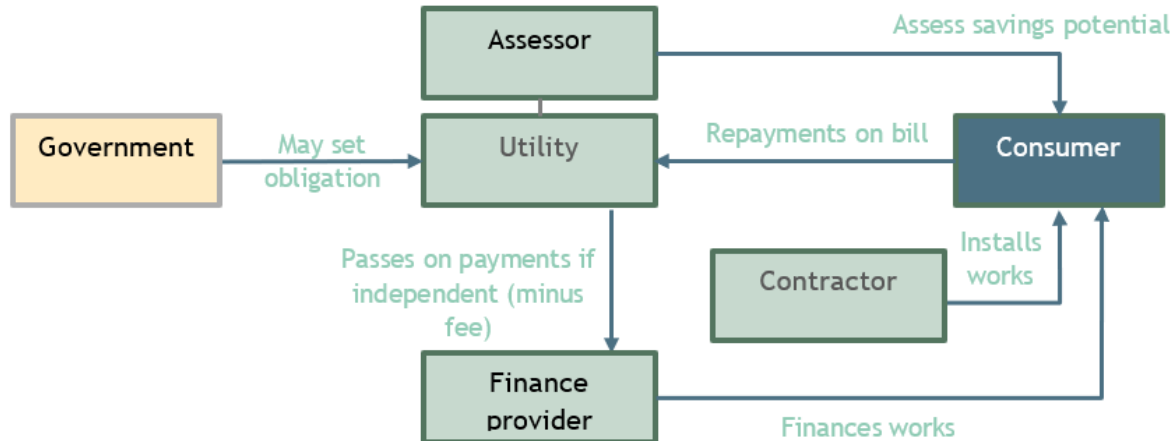 Assessor
Assess savings potential
Government
May set
obligation
Utility
Repayments on bill
Consumer
Passes on payments if
independent (minus
fee)
Contractor
Installs
works
Finance
provider
Finances works